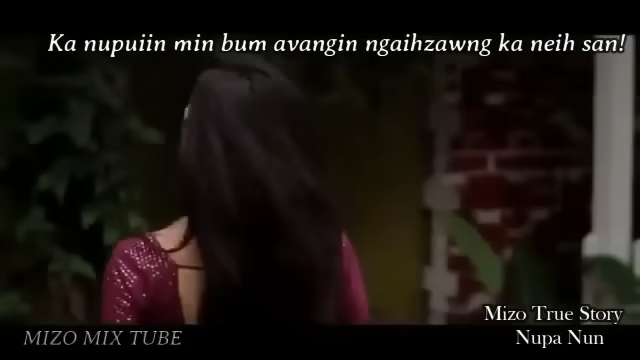 Ka nupuiin min bum avangin ngaihzawng ka neih san!
Mizo True Story
MIZO MIX TUBE
Nupa Nun